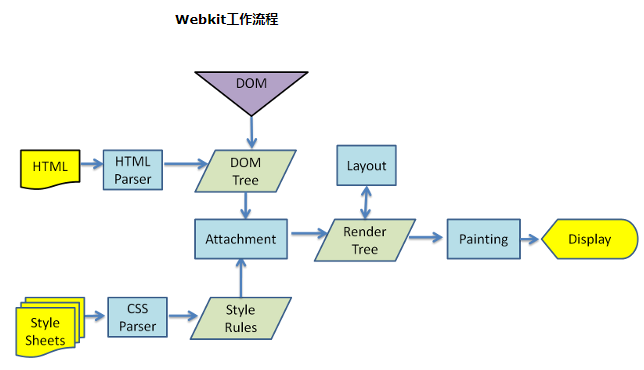 Webkit工作流程
DOM
HTML
HTML
Parser
DOM
Tree
Layout
Attachment
Render
Tree
Painting
Display
Style
Sheets
CSS
Parser
Style
Rules